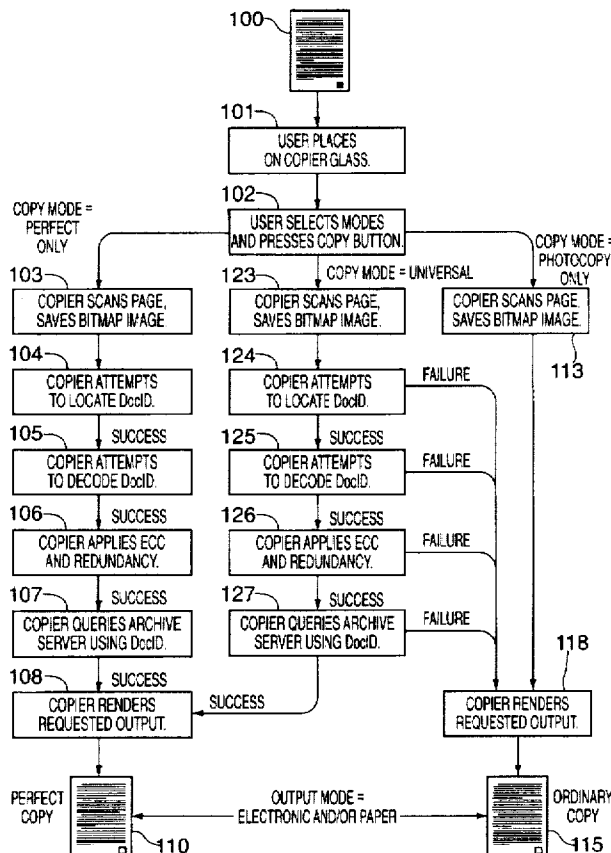 100
101
USER PLACES
ON COPIER GLASS.
102
USER SELECTS MODES
AND PRESSES COPY BUTTON.
COPY MODE =
PERFECT
ONLY
103
COPIER SCANS PAGE,
SAVES BITMAP IMAGE
104
COPIER ATTEMPTS
TO LOCATE DocID.
SUCCESS
105
COPIER ATTEMPTS
TO DECODE DocID.
SUCCESS
106
COPIER APPLIES ECC
AND REDUNDANCY.
SUCCESS
107
COPIER QUERIES ARCHIVE
SERVER USING DocID.
SUCCESS
108
COPIER RENDERS
REQUESTED OUTPUT.
COPY MODE = UNIVERSAL
123
COPIER SCANS PAGE,
SAVES BITMAP IMAGE.
124
COPIER ATTEMPTS
TO LOCATE DocID.
FAILURE
SUCCESS
125
COPIER ATTEMPTS
TO DECODE DocID.
FAILURE
SUCCESS
126
COPIER APPLIES ECC
AND REDUNDANCY.
FAILURE
SUCCESS
127
COPIER QUERIES ARCHIVE
SERVER USING DocID.
FAILURE
SUCCESS
COPY MODE =
PHOTOCOPY
ONLY
COPIER SCANS PAGE,
SAVES BITMAP IMAGE.
113
118
COPIER RENDERS
REQUESTED OUTPUT.
PERFECT
COPY
110
OUTPUT MODE =
ELECTRONIC AND/OR PAPER
ORDINARY
COPY
115